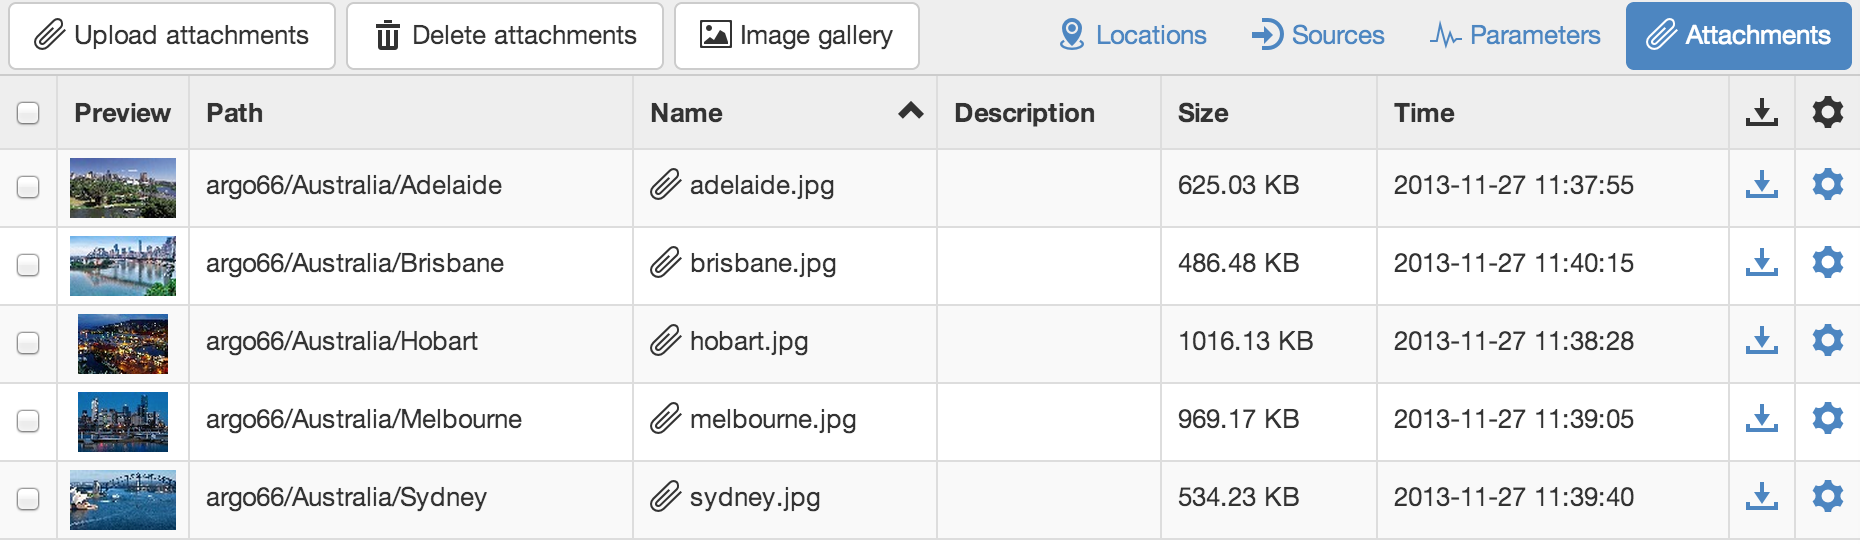 Upload attachments Delete attachments Image gallery Locations Sources Parameters Attachments
Preview Path Name Description Size Time
argo66/Australia/Adelaide adelaide.jpg 625.03 KB 2013-11-27 11:37:55
argo66/Australia/Brisbane brisbane.jpg 486.48 KB 2013-11-27 11:40:15
argo66/Australia/Hobart hobart.jpg 1016.13 KB 2013-11-27 11:38:28
argo66/Australia/Melbourne melbourne.jpg 969.17 KB 2013-11-27 11:39:05
argo66/Australia/Sydney sydney.jpg 534.23 KB 2013-11-27 11:39:40